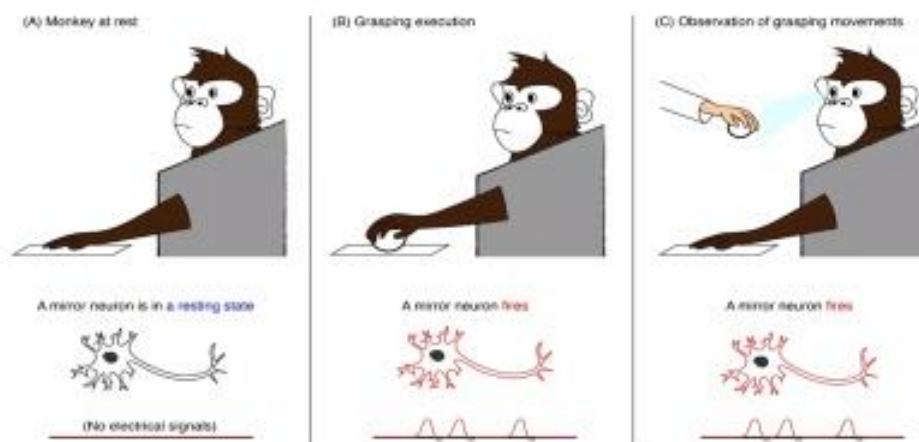 (A) Monkey at rest
(B) Grasping execution
(C) Observation of grasping movements
A mirror neuron is in a resting state
A mirror neuron fires
A mirror neuron fires
(No electrical signals)